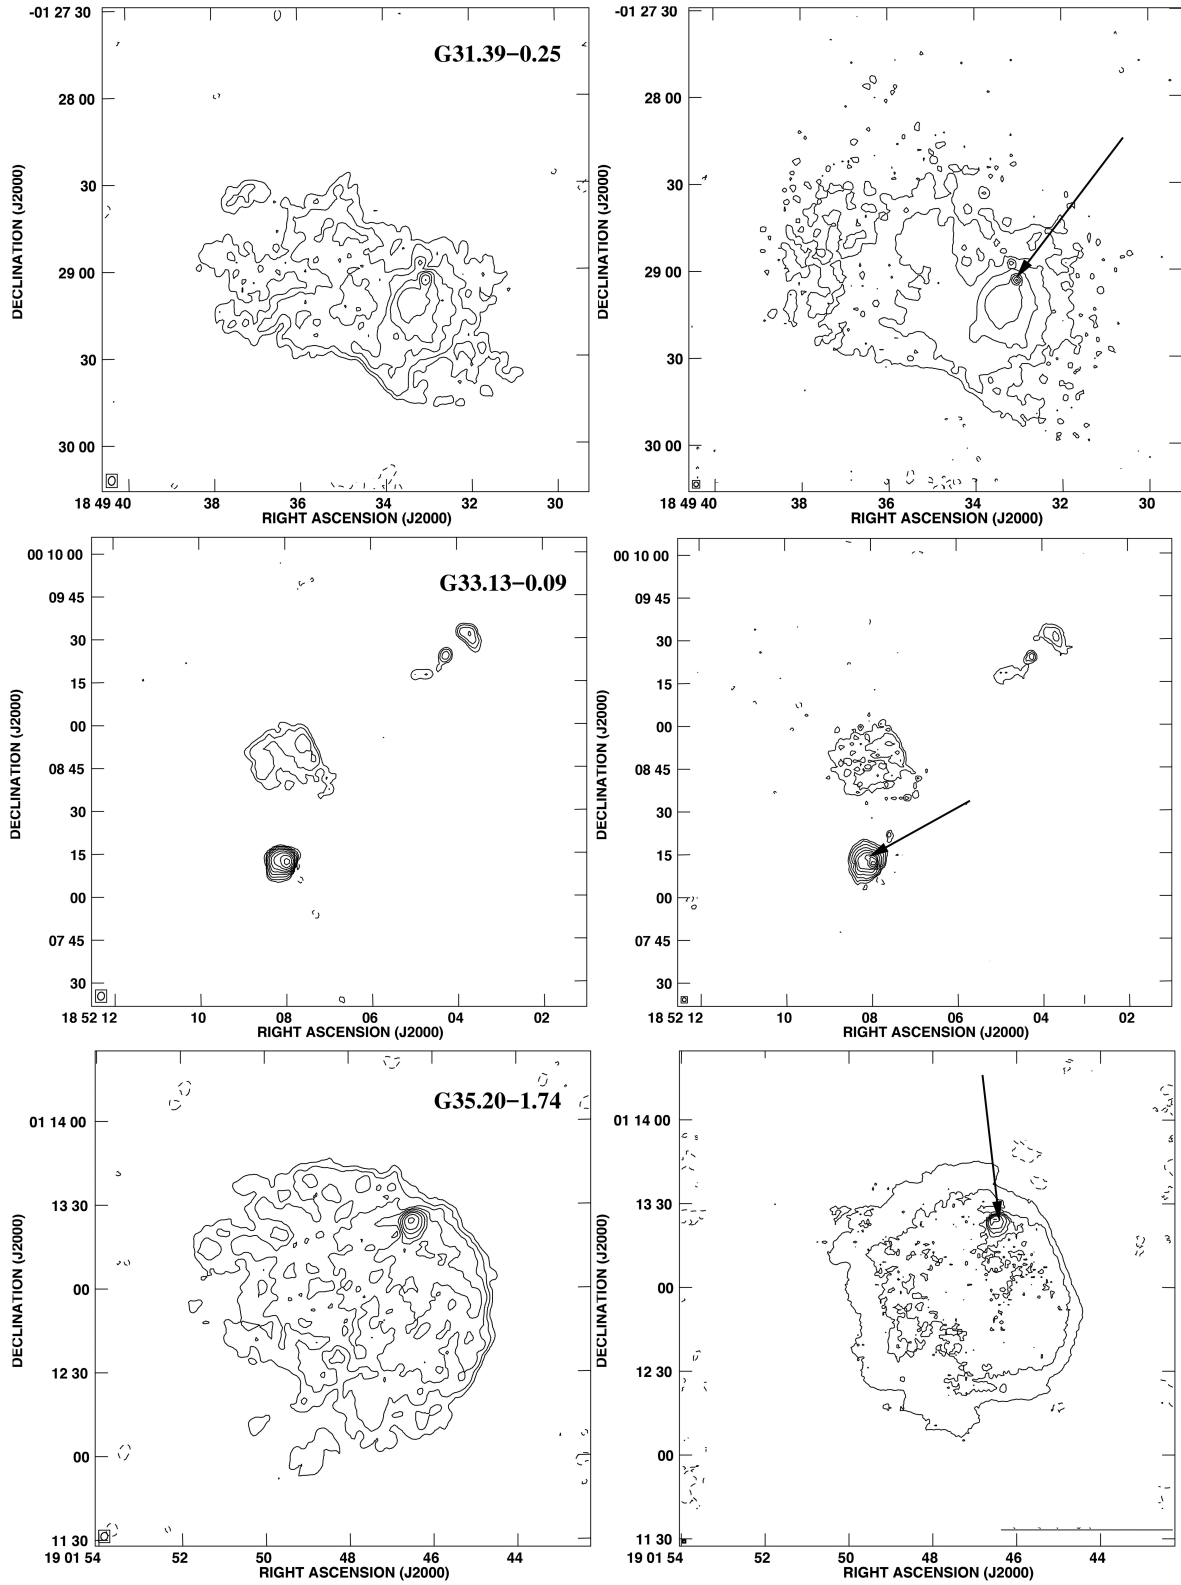 -01 27 30
28 00
30
29 00
30
30 00
DECLINATION (J2000)
G31.39−0.25
18 49 40
38
36
34
32
30
RIGHT ASCENSION (J2000)
-01 27 30
28 00
30
29 00
30
30 00
DECLINATION (J2000)
18 49 40
38
36
34
32
30
RIGHT ASCENSION (J2000)
00 10 00
09 45
30
15
00
08 45
30
15
00
07 45
30
DECLINATION (J2000)
G33.13−0.09
18 52 12
10
08
06
04
02
RIGHT ASCENSION (J2000)
00 10 00
09 45
30
15
00
08 45
30
15
00
07 45
30
DECLINATION (J2000)
18 52 12
10
08
06
04
02
RIGHT ASCENSION (J2000)
01 14 00
13 30
00
12 30
00
11 30
DECLINATION (J2000)
G35.20−1.74
19 01 54
52
50
48
46
44
RIGHT ASCENSION (J2000)
01 14 00
13 30
00
12 30
00
11 30
DECLINATION (J2000)
19 01 54
52
50
48
46
44
RIGHT ASCENSION (J2000)